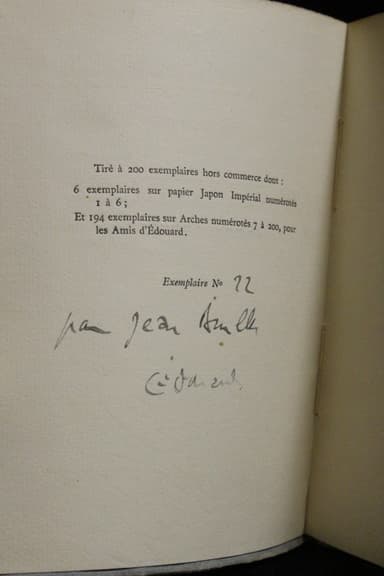 Tiré à 200 exemplaires hors commerce dont :
6 exemplaires sur papier Japon Impérial numérotés
1 à 6 ;
Et 194 exemplaires sur Arches numérotés 7 à 200, pour
les Amis d'Édouard.
Exemplaire No 22
pour Jean